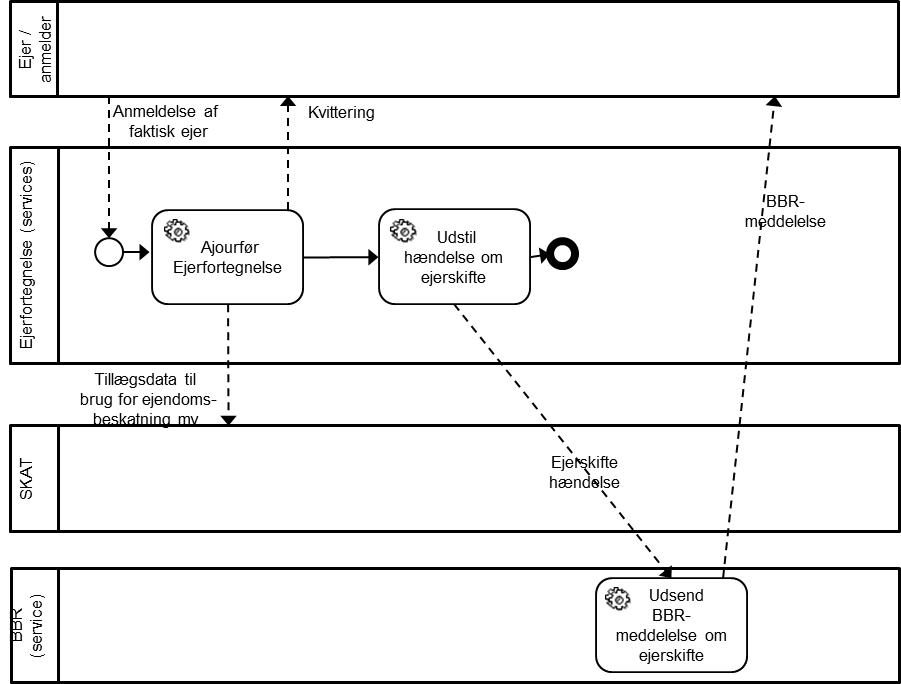 Ejer /
anmelder
Anmeldelse af
faktisk ejer
Kvittering
Ejerfortegnelse (services)
Ajourfør
Ejerfortegnelse
Udstil
hændelse om
ejerskifte
BBR-
meddelelse
Tillægsdata til
brug for ejendoms-
beskatning mv
SKAT
Ejerskifte
hændelse
BBR
(service)
Udsend
BBR-
meddelelse om
ejerskifte